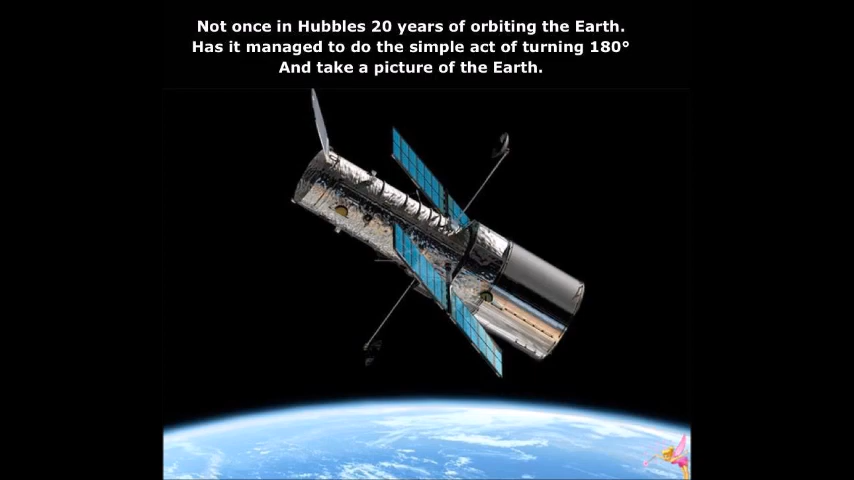 Not once in Hubbles 20 years of orbiting the Earth.
Has it managed to do the simple act of turning 180°
And take a picture of the Earth.